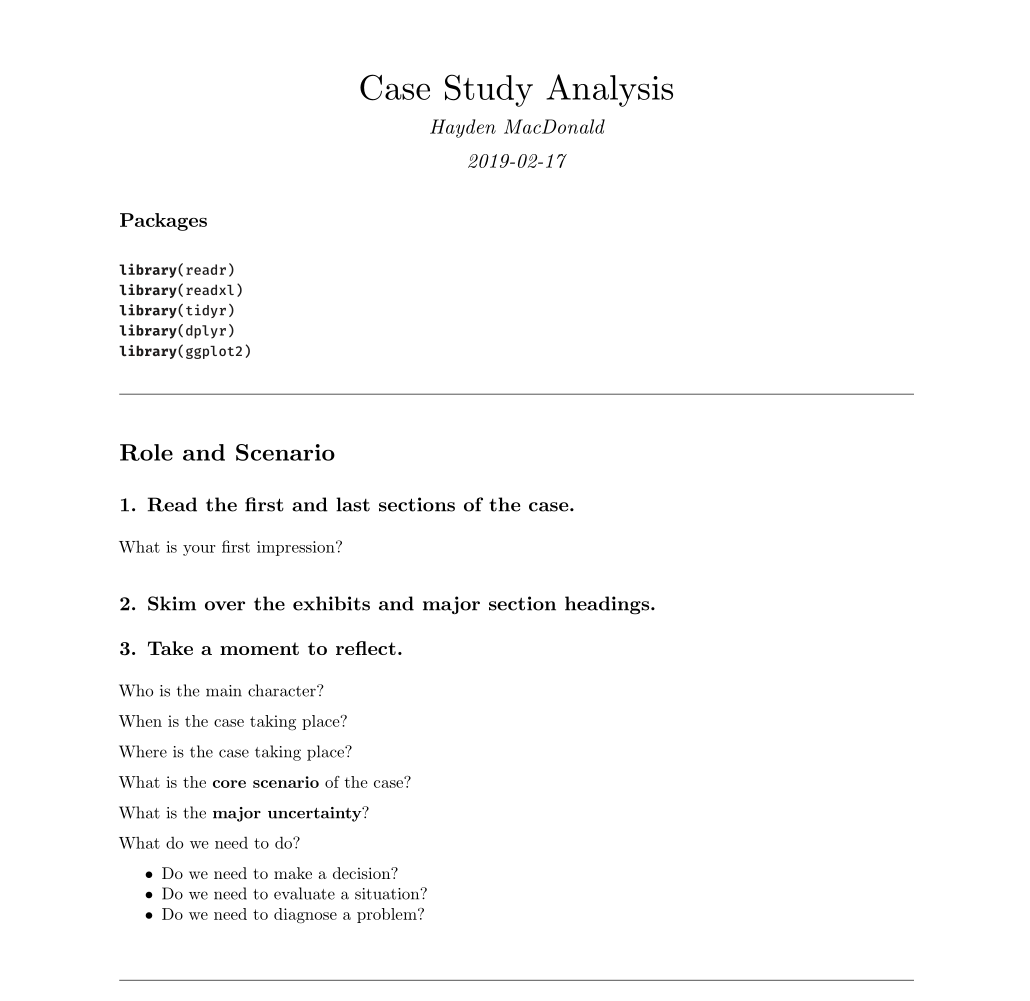 Case Study Analysis
Hayden MacDonald
2019-02-17
Packages
library(readr)
library(readxl)
library(tidyr)
library(dplyr)
library(ggplot2)
Role and Scenario
1. Read the first and last sections of the case.
What is your first impression?
2. Skim over the exhibits and major section headings.
3. Take a moment to reflect.
Who is the main character?
When is the case taking place?
Where is the case taking place?
What is the core scenario of the case?
What is the major uncertainty?
What do we need to do?
• Do we need to make a decision?
• Do we need to evaluate a situation?
• Do we need to diagnose a problem?